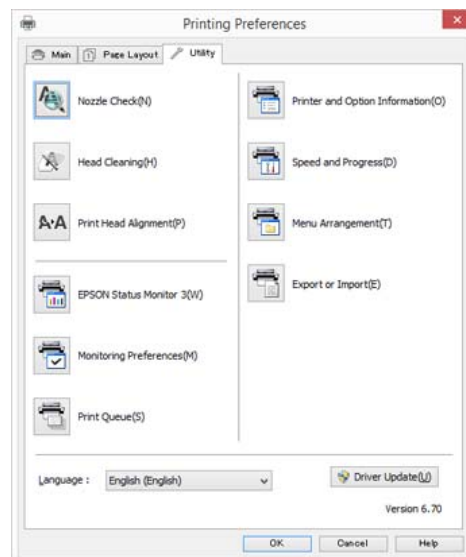 Printing Preferences
Main
Page Layout
Utility
Nozzle Check(N)
Head Cleaning(H)
A·A
Print Head Alignment(P)
EPSON Status Monitor 3(W)
Monitoring Preferences(M)
Print Queue(S)
Printer and Option Information(O)
Speed and Progress(D)
Menu Arrangement(T)
Export or Import(E)
Language :
English (English)
Driver Update(U)
Version 6.70
OK
Cancel
Help